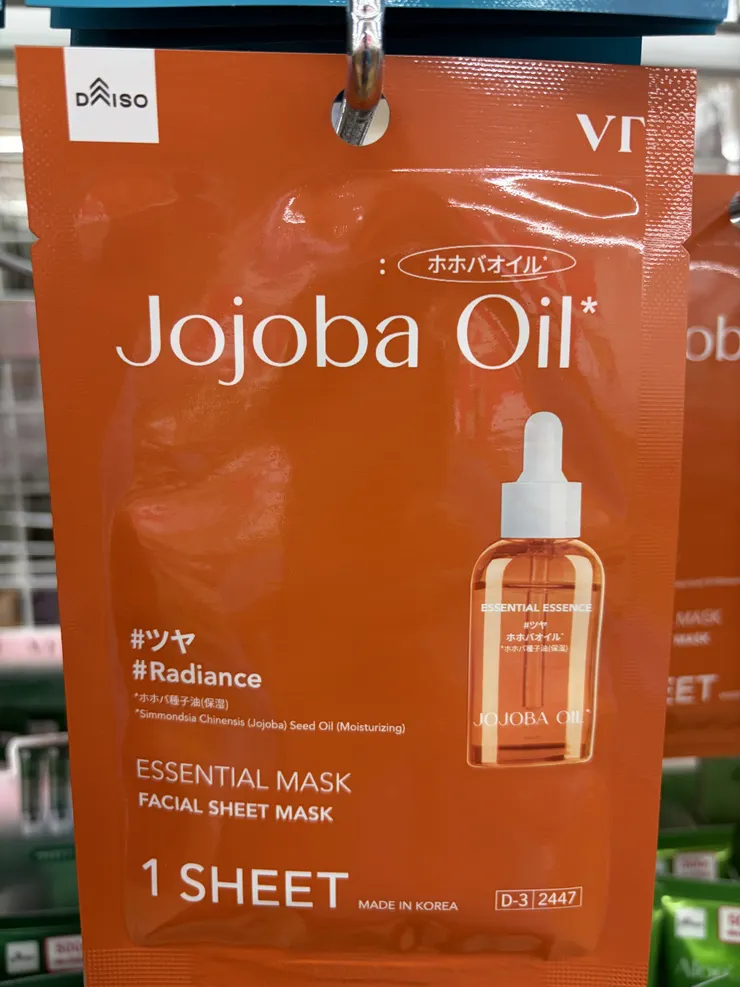 DAISO
VT
: ホホバオイル*
Jojoba Oil*
ESSENTIAL ESSENCE
#ツヤ
ホホバオイル*
*ホホバ種子油(保湿)
JOJOBA OIL*
#ツヤ
#Radiance
*ホホバ種子油(保湿)
*Simmondsia Chinensis (Jojoba) Seed Oil (Moisturizing)
ESSENTIAL MASK
FACIAL SHEET MASK
1 SHEET
MADE IN KOREA
D-3 2447
MASK
MASK